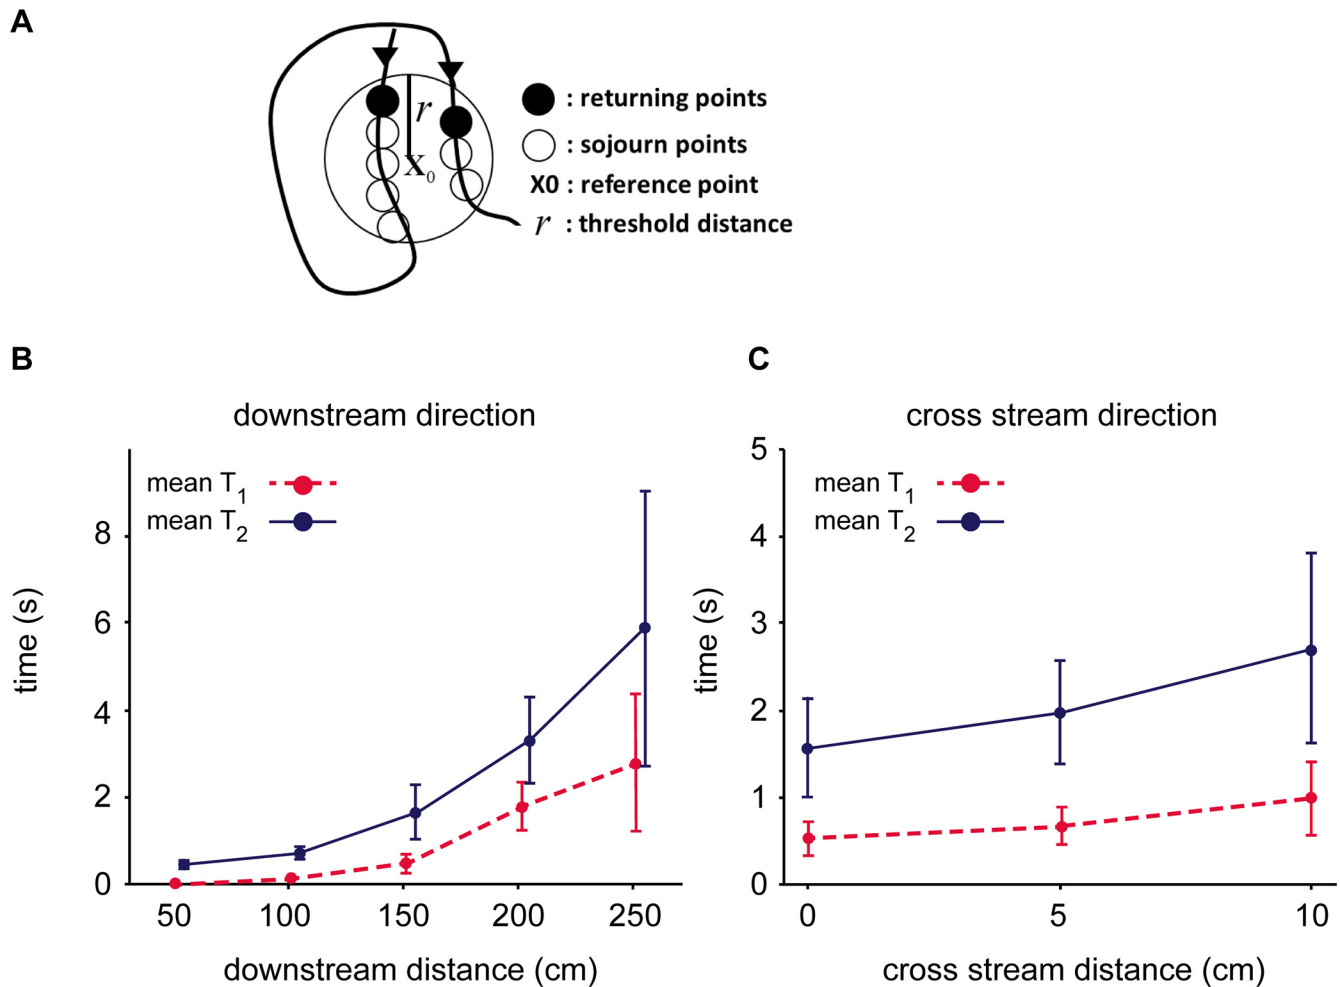 A
r
X0
: returning points
: sojourn points
X0 : reference point
r : threshold distance
B
downstream direction
mean T1
mean T2
8
6
4
2
0
time (s)
50 100 150 200 250
downstream distance (cm)
C
cross stream direction
mean T1
mean T2
5
4
3
2
1
0
time (s)
0 5 10
cross stream distance (cm)